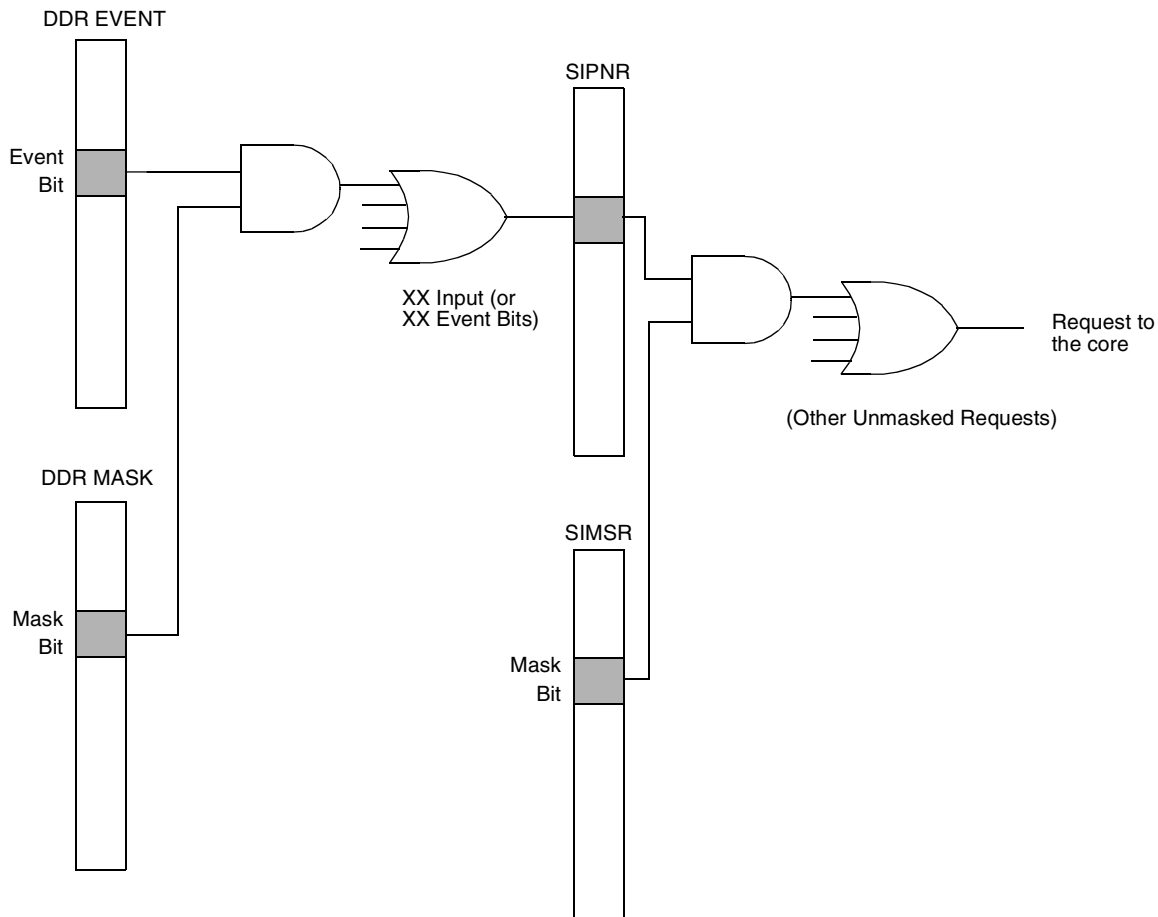 DDR EVENT
SIPNR
Event
Bit
XX Input (or
XX Event Bits)
Request to
the core
(Other Unmasked Requests)
DDR MASK
SIMSR
Mask
Bit
Mask
Bit